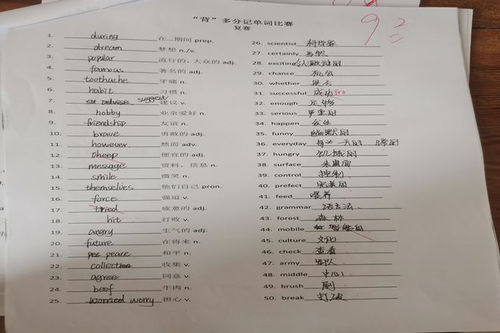 “背”多分记单词比赛
复赛
92
1. during 在…期间 prep.
2. dream 梦想 n./v.
3. popular 流行的，大众的 adj.
4. famous 著名的 adj.
5. toothache 牙痛 n.
6. habit 习惯 n.
7. suggest 建议 v.
8. hobby 业余爱好 n.
9. friendship 友谊 n.
10. brave 勇敢的 adj.
11. however 然而 adv.
12. cheap 便宜的 adj.
13. message 资料，信息 n.
14. smile 微笑 n.
15. themselves 他们自己 pron.
16. force 强迫 v.
17. tired 疲惫的 adj.
18. hit 打败 v.
19. angry 生气的 adj.
20. future 在将来 n.
21. peace 和平 n.
22. collection 收集 v.
23. agree 同意 v.
24. beef 牛肉 n.
25. worried worry 担心 v.
26. scientist 科学家
27. certainly 当然
28. exciting 令人激动的
29. chance 机会
30. whether 是否
31. successful 成功
32. enough 足够
33. serious 严重的
34. happen 发生
35. funny 幽默的
36. everyday 每一天的
37. hungry 饥饿的
38. surface 表面
39. control 控制
40. prefect 完美的
41. feed 喂养
42. grammar 语法
43. forest 森林
44. mobile
45. culture 文化
46. check 查看
47. army 军队
48. middle 中心
49. brush 刷
50. break 打破